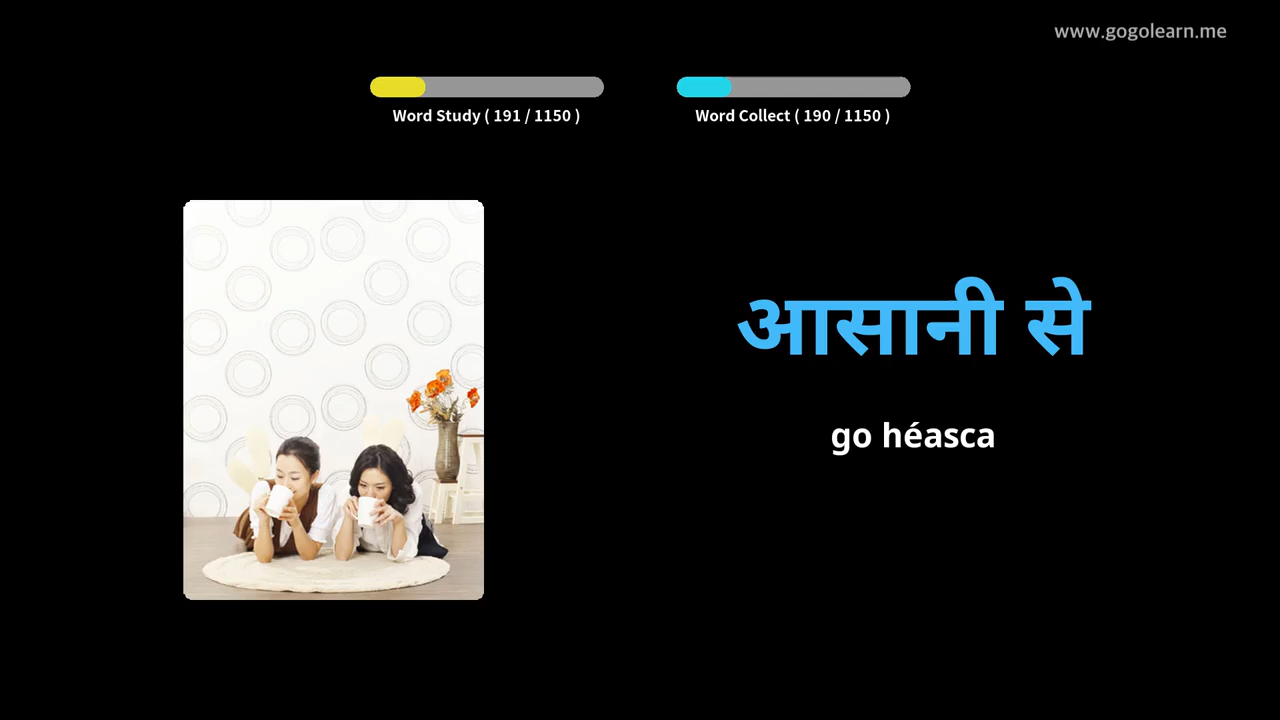 www.gogolearn.me
Word Study ( 191 / 1150 )
Word Collect ( 190 / 1150 )
आसानी से
go héasca